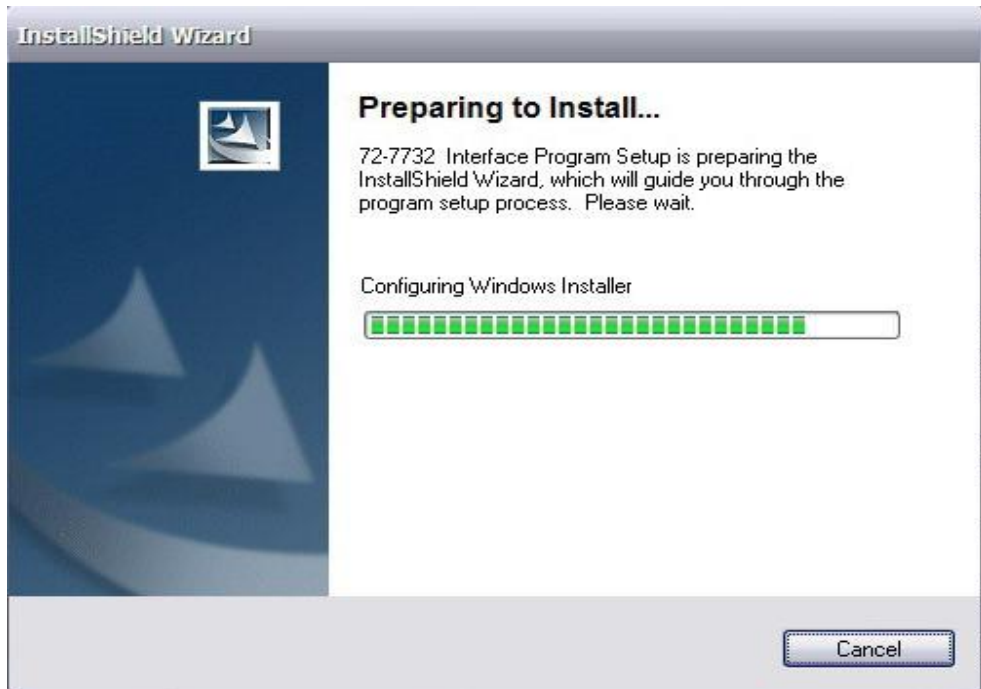 InstallShield Wizard
Preparing to Install...
72-7732  Interface Program Setup is preparing the
InstallShield Wizard, which will guide you through the
program setup process.  Please wait.
Configuring Windows Installer
Cancel